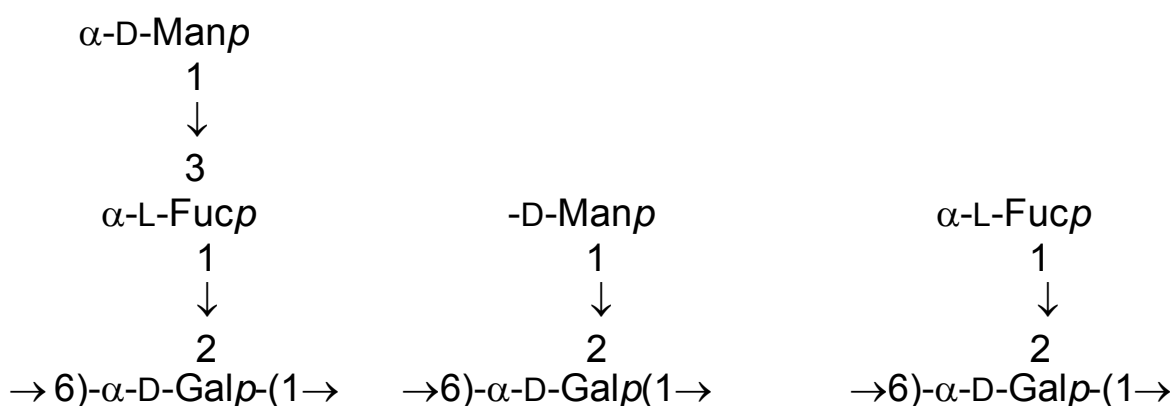 α-D-Manp
1
↓
3
α-L-Fucp -D-Manp α-L-Fucp
1 1 1
↓ ↓ ↓
2 2 2
→6)-α-D-Galp-(1→ →6)-α-D-Galp(1→ →6)-α-D-Galp-(1→